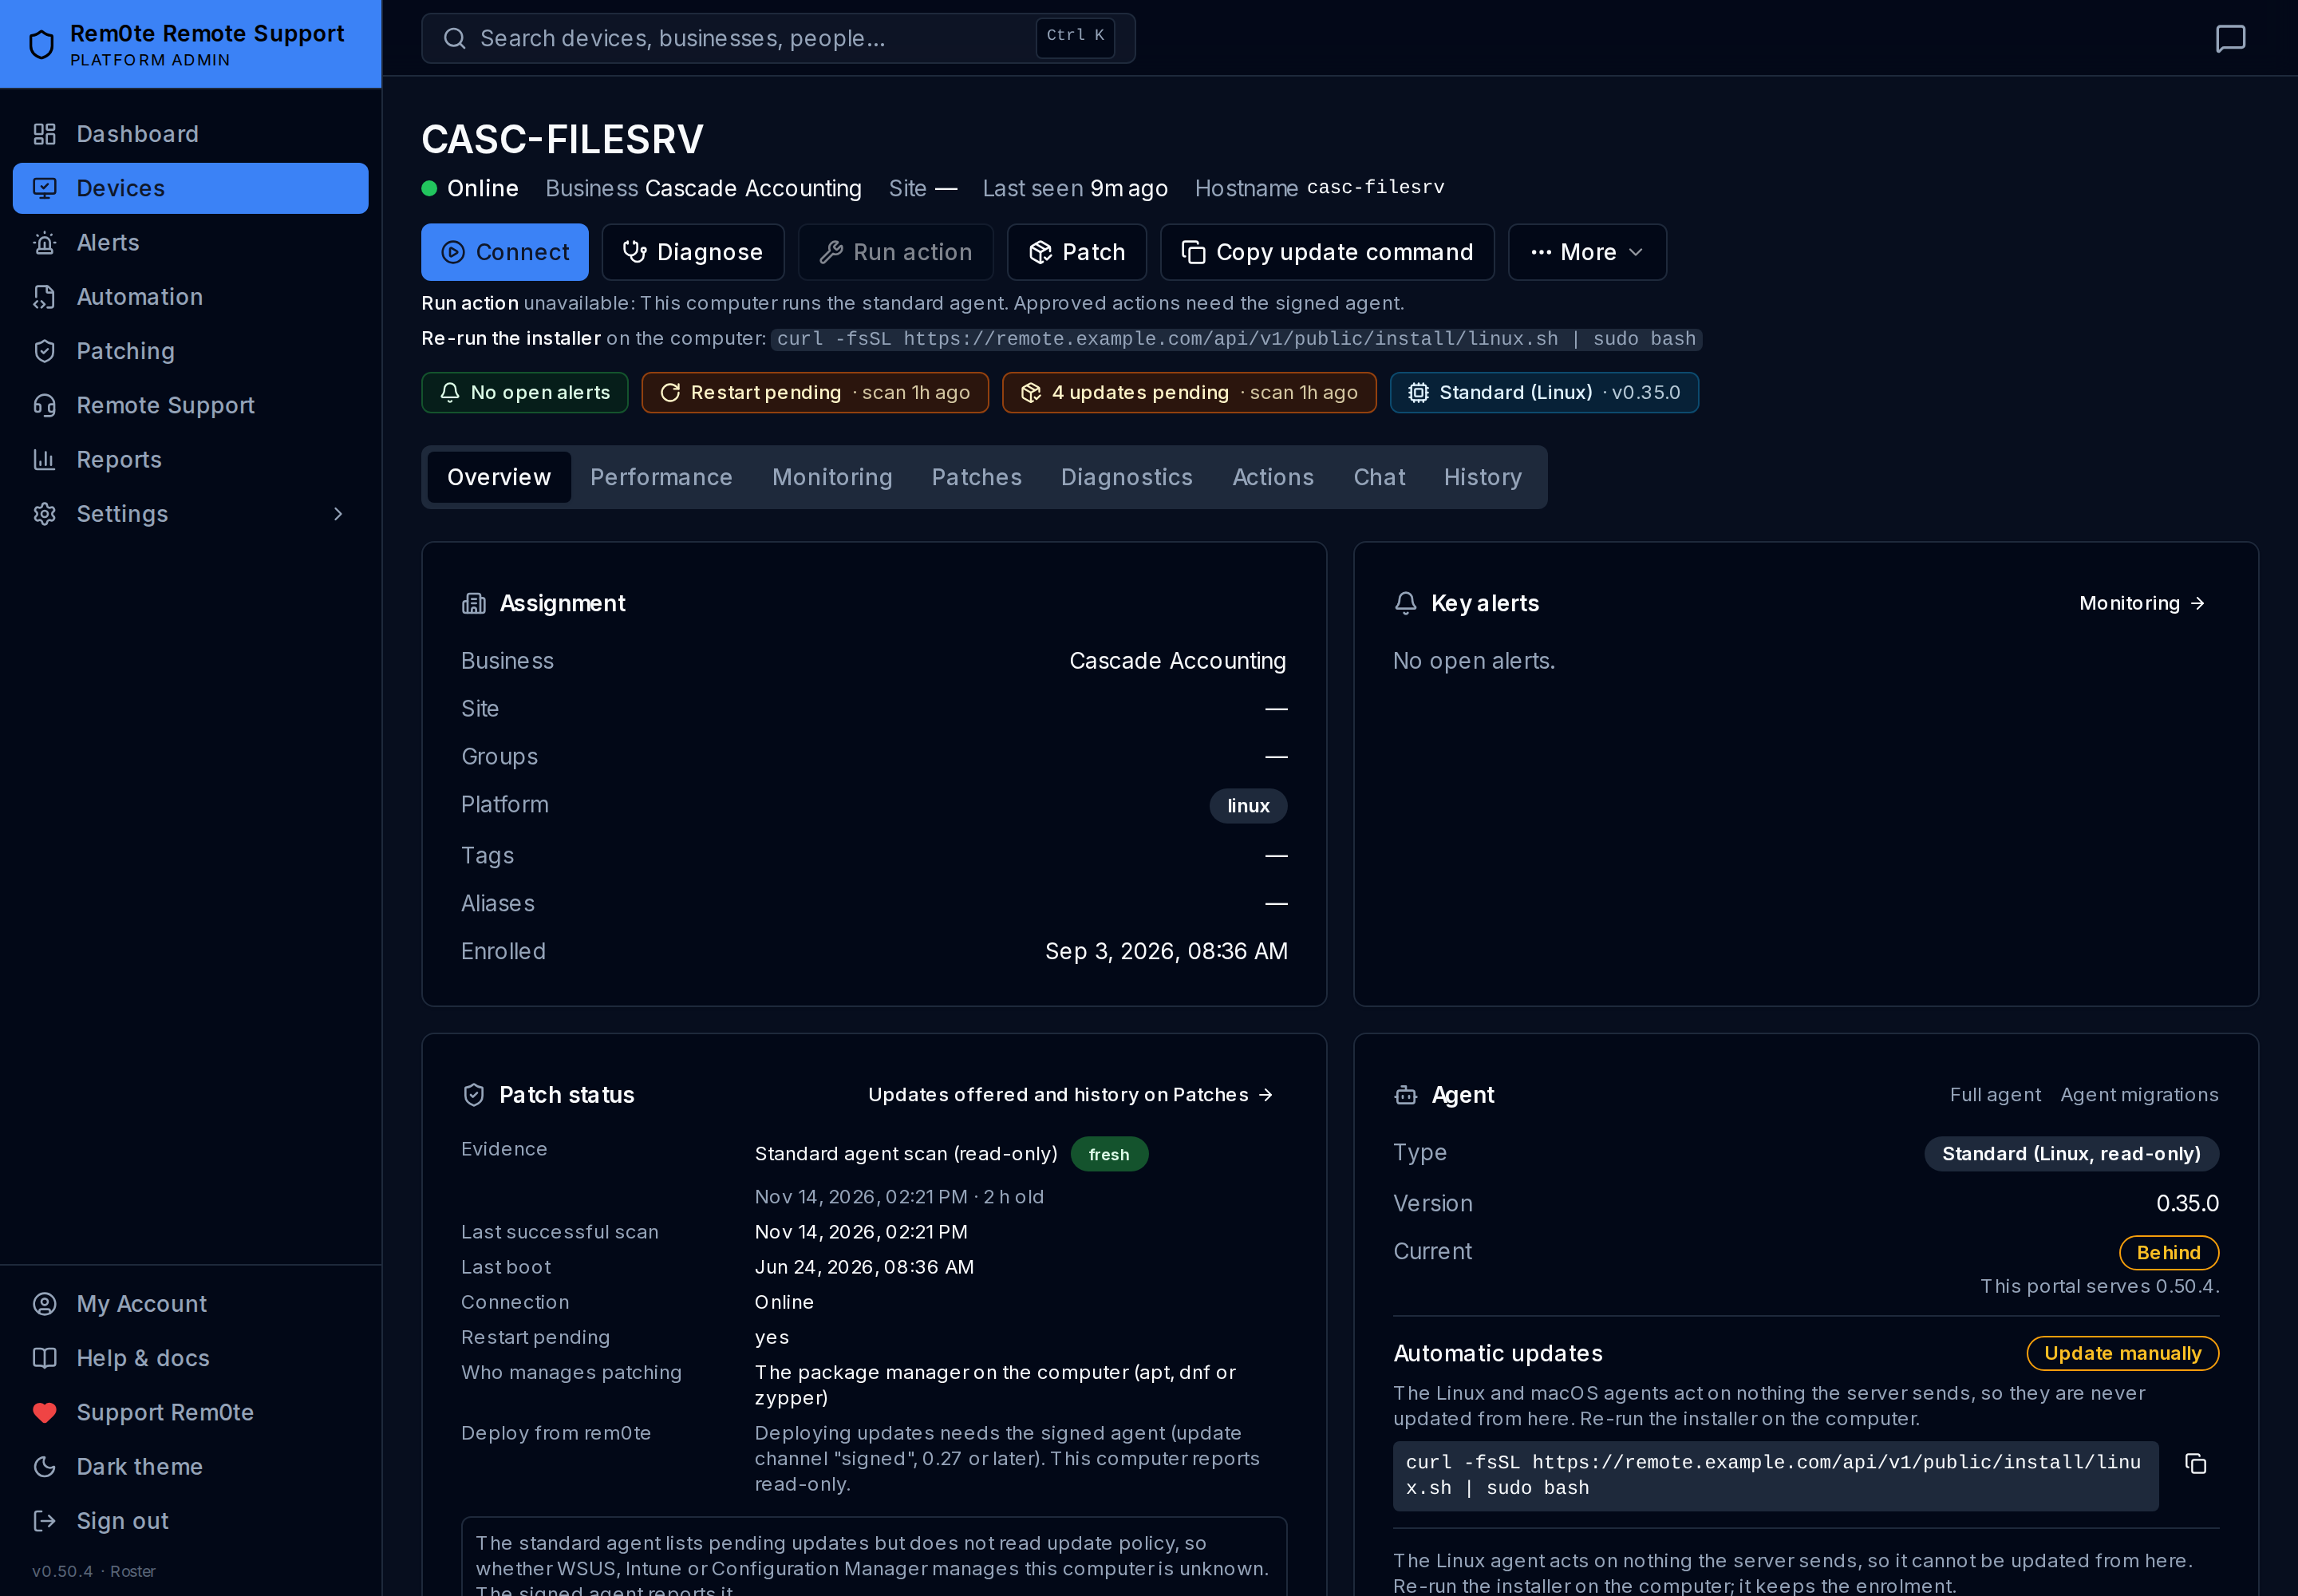 Rem0te Remote Support
PLATFORM ADMIN
Search devices, businesses, people...
Ctrl K
Dashboard
Devices
Alerts
Automation
Patching
Remote Support
Reports
Settings
CASC-FILESRV
Online Business Cascade Accounting Site — Last seen 9m ago Hostname casc-filesrv
Connect Diagnose Run action Patch Copy update command More
Run action unavailable: This computer runs the standard agent. Approved actions need the signed agent.
Re-run the installer on the computer: curl -fsSL https://remote.example.com/api/v1/public/install/linux.sh | sudo bash
No open alerts Restart pending · scan 1h ago 4 updates pending · scan 1h ago Standard (Linux) · v0.35.0
Overview Performance Monitoring Patches Diagnostics Actions Chat History
Assignment
Business Cascade Accounting
Site —
Groups —
Platform linux
Tags —
Aliases —
Enrolled Sep 3, 2026, 08:36 AM
Key alerts Monitoring →
No open alerts.
Patch status Updates offered and history on Patches →
Evidence Standard agent scan (read-only) fresh
Nov 14, 2026, 02:21 PM · 2 h old
Last successful scan Nov 14, 2026, 02:21 PM
Last boot Jun 24, 2026, 08:36 AM
Connection Online
Restart pending yes
Who manages patching The package manager on the computer (apt, dnf or
zypper)
Deploy from rem0te Deploying updates needs the signed agent (update
channel "signed", 0.27 or later). This computer reports
read-only.
The standard agent lists pending updates but does not read update policy, so
whether WSUS, Intune or Configuration Manager manages this computer is unknown.
The signed agent reports it.
Agent Full agent Agent migrations
Type Standard (Linux, read-only)
Version 0.35.0
Current Behind
This portal serves 0.50.4.
Automatic updates Update manually
The Linux and macOS agents act on nothing the server sends, so they are never
updated from here. Re-run the installer on the computer.
curl -fsSL https://remote.example.com/api/v1/public/install/linu
x.sh | sudo bash
The Linux agent acts on nothing the server sends, so it cannot be updated from here.
Re-run the installer on the computer; it keeps the enrolment.
My Account
Help & docs
Support Rem0te
Dark theme
Sign out
v0.50.4 · Roster